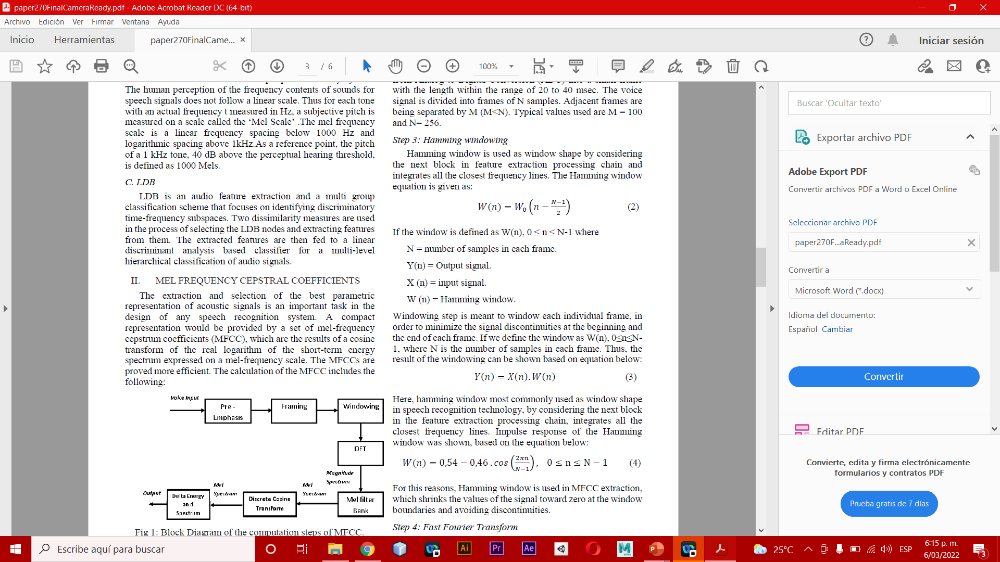 paper270FinalCameraReady.pdf - Adobe Acrobat Reader DC (64-bit)
Archivo Edición Ver Firmar Ventana Ayuda
Inicio Herramientas paper270FinalCame... × Iniciar sesión
3 / 6 100%
The human perception of the frequency contents of sounds for
speech signals does not follow a linear scale. Thus for each tone
with an actual frequency t measured in Hz, a subjective pitch is
measured on a scale called the ‘Mel Scale’ .The mel frequency
scale is a linear frequency spacing below 1000 Hz and
logarithmic spacing above 1kHz.As a reference point, the pitch
of a 1 kHz tone, 40 dB above the perceptual hearing threshold,
is defined as 1000 Mels.
C. LDB
LDB is an audio feature extraction and a multi group
classification scheme that focuses on identifying discriminatory
time-frequency subspaces. Two dissimilarity measures are used
in the process of selecting the LDB nodes and extracting features
from them. The extracted features are then fed to a linear
discriminant analysis based classifier for a multi-level
hierarchical classification of audio signals.
II. MEL FREQUENCY CEPSTRAL COEFFICIENTS
The extraction and selection of the best parametric
representation of acoustic signals is an important task in the
design of any speech recognition system. A compact
representation would be provided by a set of mel-frequency
cepstrum coefficients (MFCC), which are the results of a cosine
transform of the real logarithm of the short-term energy
spectrum expressed on a mel-frequency scale. The MFCCs are
proved more efficient. The calculation of the MFCC includes the
following:
Voice Input
Pre -
Emphasis
Framing
Windowing
DFT
Magnitude
Spectrum
Mel filter
Bank
Mel
Spectrum
Discrete Cosine
Transform
Mel
Spectrum
Delta Energy
an d
Spectrum
Output
Fig 1: Block Diagram of the computation steps of MFCC.
from Analog to Digital Conversion (ADC) into a small frame
with the length within the range of 20 to 40 msec. The voice
signal is divided into frames of N samples. Adjacent frames are
being separated by M (M<N). Typical values used are M = 100
and N= 256.
Step 3: Hamming windowing
Hamming window is used as window shape by considering
the next block in feature extraction processing chain and
integrates all the closest frequency lines. The Hamming window
equation is given as:
W(n) = W₀ (n − (N−1)/2) (2)
If the window is defined as W(n), 0 ≤ n ≤ N-1 where
N = number of samples in each frame.
Y(n) = Output signal.
X (n) = input signal.
W (n) = Hamming window.
Windowing step is meant to window each individual frame, in
order to minimize the signal discontinuities at the beginning and
the end of each frame. If we define the window as W(n), 0≤n≤N-
1, where N is the number of samples in each frame. Thus, the
result of the windowing can be shown based on equation below:
Y(n) = X(n). W(n) (3)
Here, hamming window most commonly used as window shape
in speech recognition technology, by considering the next block
in the feature extraction processing chain, integrates all the
closest frequency lines. Impulse response of the Hamming
window was shown, based on the equation below:
W(n) = 0,54 − 0,46 . cos (2πn/(N−1)), 0 ≤ n ≤ N − 1 (4)
For this reasons, Hamming window is used in MFCC extraction,
which shrinks the values of the signal toward zero at the window
boundaries and avoiding discontinuities.
Step 4: Fast Fourier Transform
Buscar 'Ocultar texto'
Exportar archivo PDF
Adobe Export PDF
Convertir archivos PDF a Word o Excel Online
Seleccionar archivo PDF
paper270F...aReady.pdf
Convertir a
Microsoft Word (*.docx)
Idioma del documento:
Español Cambiar
Convertir
Editar PDF
Convierte, edita y firma electrónicamente
formularios y contratos PDF
Prueba gratis de 7 días
Escribe aquí para buscar
Ai Pr Ae
25°C ESP
6:15 p. m.
6/03/2022
3